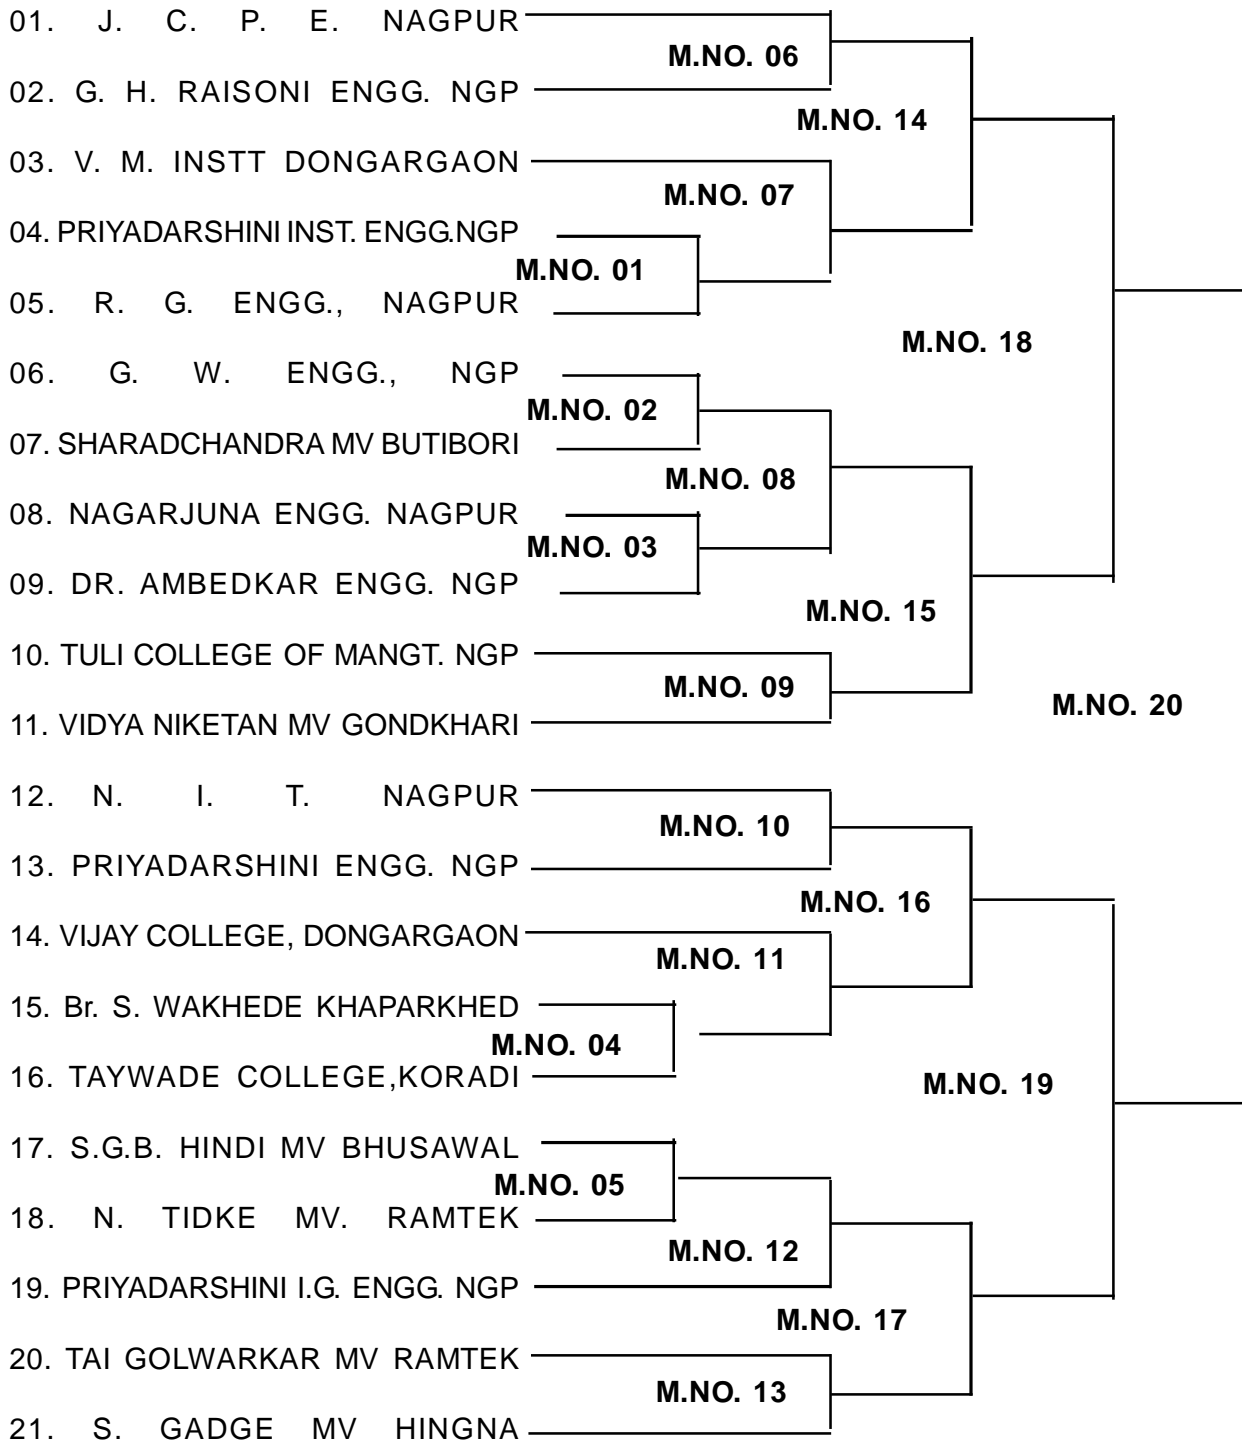 01. J. C. P. E. NAGPUR
M.NO. 06
02. G. H. RAISONI ENGG. NGP
M.NO. 14
03. V. M. INSTT DONGARGAON
M.NO. 07
04. PRIYADARSHINI INST. ENGG.NGP
M.NO. 01
05. R. G. ENGG., NAGPUR
M.NO. 18
06. G. W. ENGG., NGP
M.NO. 02
07. SHARADCHANDRA MV BUTIBORI
M.NO. 08
08. NAGARJUNA ENGG. NAGPUR
M.NO. 03
09. DR. AMBEDKAR ENGG. NGP
M.NO. 15
10. TULI COLLEGE OF MANGT. NGP
M.NO. 09
M.NO. 20
11. VIDYA NIKETAN MV GONDKHARI
12. N. I. T. NAGPUR
M.NO. 10
13. PRIYADARSHINI ENGG. NGP
M.NO. 16
14. VIJAY COLLEGE, DONGARGAON
M.NO. 11
15. Br. S. WAKHEDE KHAPARKHED
M.NO. 04
16. TAYWADE COLLEGE,KORADI
M.NO. 19
17. S.G.B. HINDI MV BHUSAWAL
M.NO. 05
18. N. TIDKE MV. RAMTEK
M.NO. 12
19. PRIYADARSHINI I.G. ENGG. NGP
M.NO. 17
20. TAI GOLWARKAR MV RAMTEK
M.NO. 13
21. S. GADGE MV HINGNA